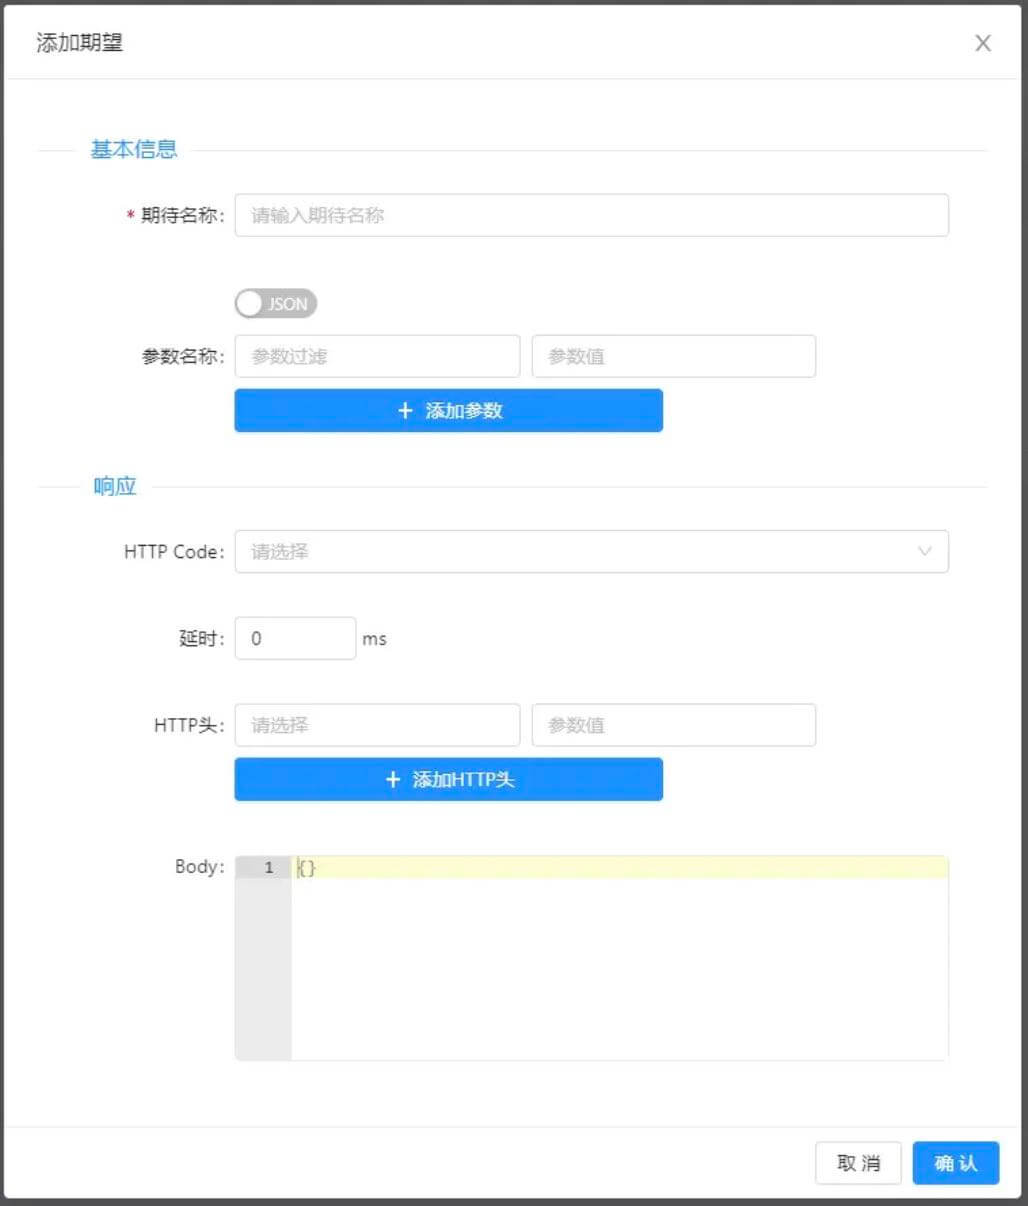 添加期望
基本信息
* 期待名称: 请输入期待名称
JSON
参数名称: 参数过滤 参数值
+ 添加参数
响应
HTTP Code: 请选择
延时: 0 ms
HTTP头: 请选择 参数值
+ 添加HTTP头
Body: 1 {}
取 消 确 认